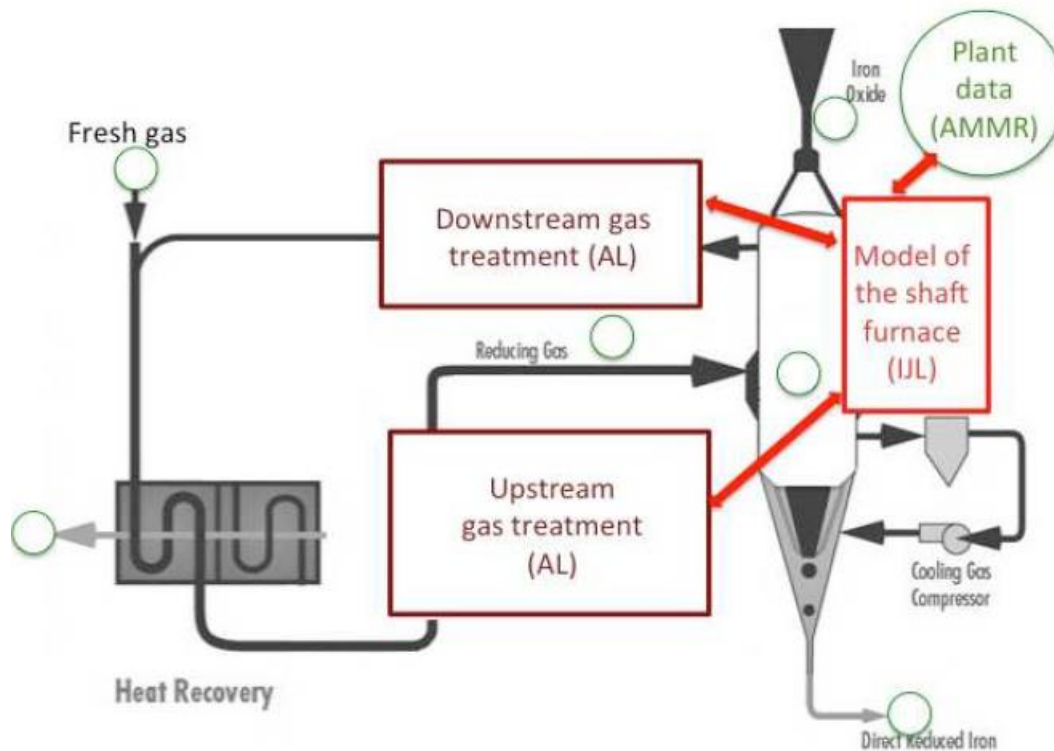 Iron
Oxide
Plant
data
(AMMR)
Fresh gas
Downstream gas
treatment (AL)
Model of
the shaft
furnace
(IJL)
Reducing Gas
Upstream
gas treatment
(AL)
Cooling Gas
Compressor
Heat Recovery
Direct Reduced Iron